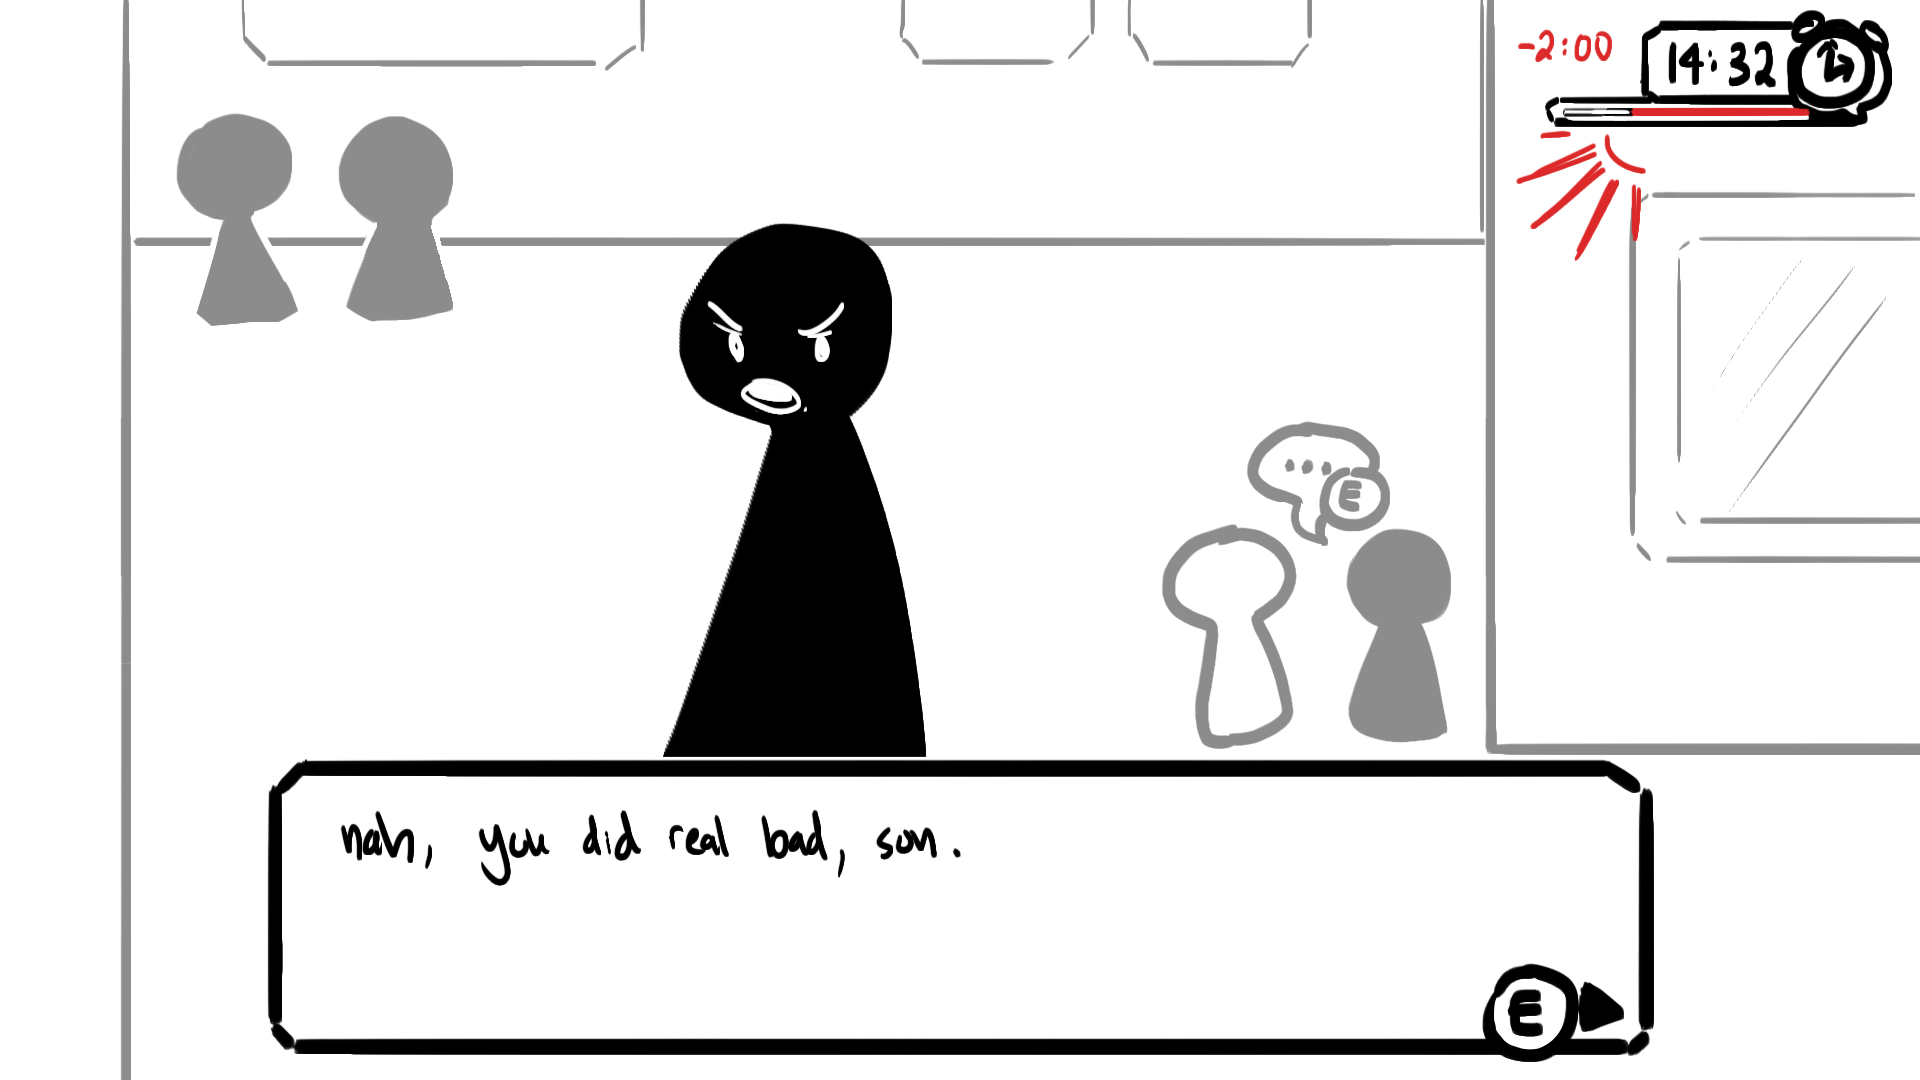 -2:00
14:32
....
E
nah, you did real bad, son.
E